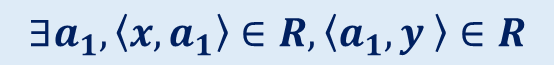 ∃a₁, ⟨x, a₁⟩ ∈ R, ⟨a₁, y ⟩ ∈ R